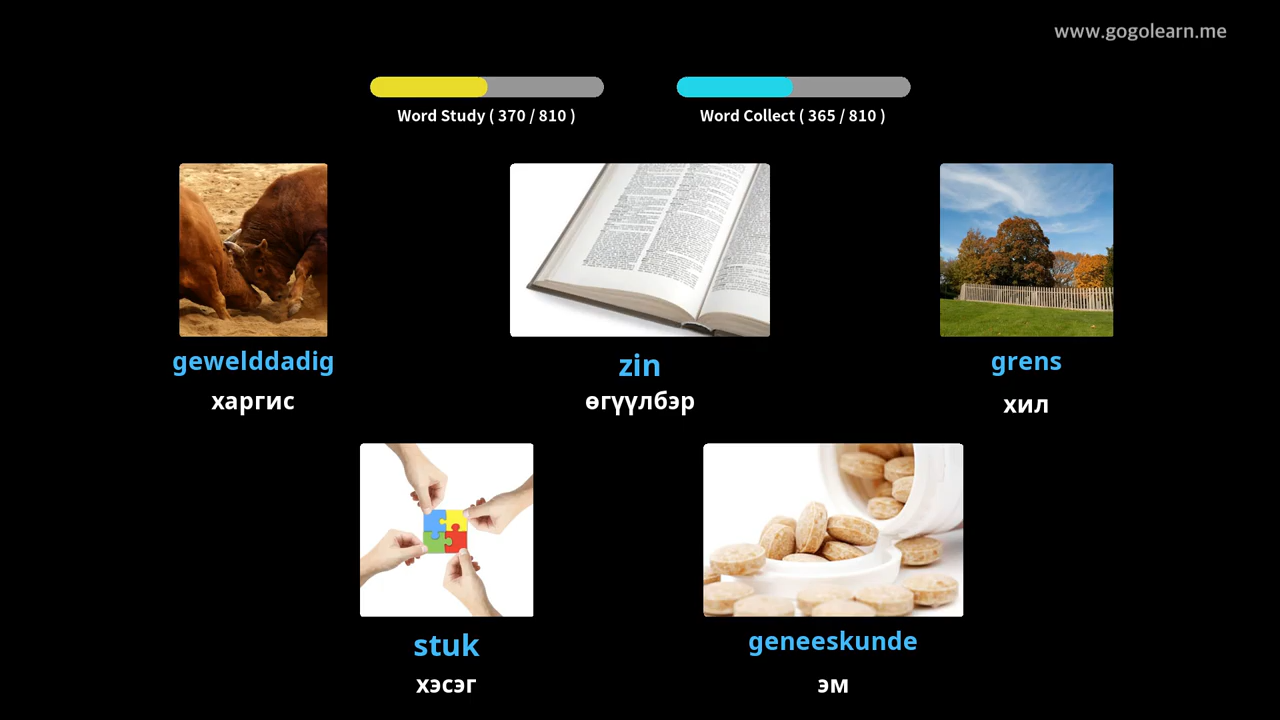 www.gogolearn.me
Word Study ( 370 / 810 )
Word Collect ( 365 / 810 )
gewelddadig
харгис
zin
өгүүлбэр
grens
хил
stuk
хэсэг
geneeskunde
эм